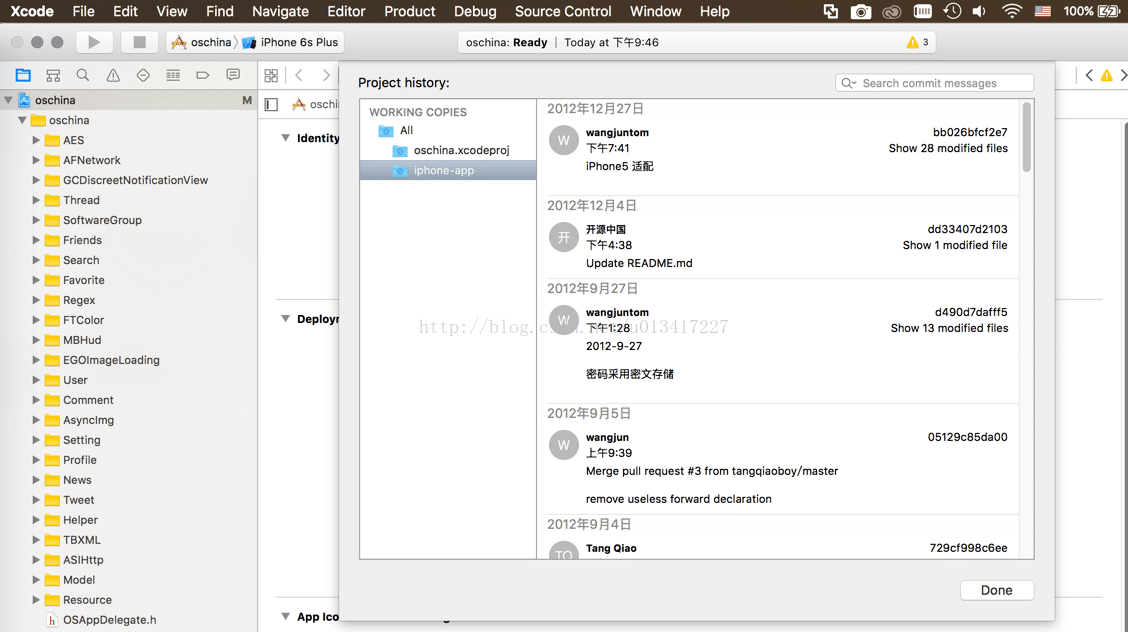 Xcode File Edit View Find Navigate Editor Product Debug Source Control Window Help 100%
oschina iPhone 6s Plus oschina: Ready Today at 下午9:46 3
Project history:
Search commit messages
oschina M
oschina
AES
AFNetwork
GCDiscreetNotificationView
Thread
SoftwareGroup
Friends
Search
Favorite
Regex
FTColor
MBHud
EGOImageLoading
User
Comment
AsyncImg
Setting
Profile
News
Tweet
Helper
TBXML
ASIHttp
Model
Resource
OSAppDelegate.h
Identity
WORKING COPIES
All
oschina.xcodeproj
iphone-app
2012年12月27日
W wangjuntom bb026bfcf2e7
下午7:41 Show 28 modified files
iPhone5 适配
2012年12月4日
开 开源中国 dd33407d2103
下午4:38 Show 1 modified file
Update README.md
2012年9月27日
W wangjuntom d490d7dafff5
下午1:28 Show 13 modified files
2012-9-27
密码采用密文存储
2012年9月5日
W wangjun 05129c85da00
上午9:39
Merge pull request #3 from tangqiaoboy/master
remove useless forward declaration
2012年9月4日
TO Tang Qiao 729cf998c6ee
Done